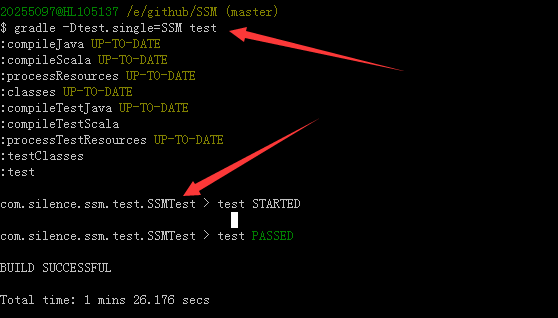 20255097@HL105137 /e/github/SSM (master)
$ gradle -Dtest.single=SSM test
:compileJava UP-TO-DATE
:compileScala UP-TO-DATE
:processResources UP-TO-DATE
:classes UP-TO-DATE
:compileTestJava UP-TO-DATE
:compileTestScala
:processTestResources UP-TO-DATE
:testClasses
:test
com.silence.ssm.test.SSMTest > test STARTED
com.silence.ssm.test.SSMTest > test PASSED
BUILD SUCCESSFUL
Total time: 1 mins 26.176 secs